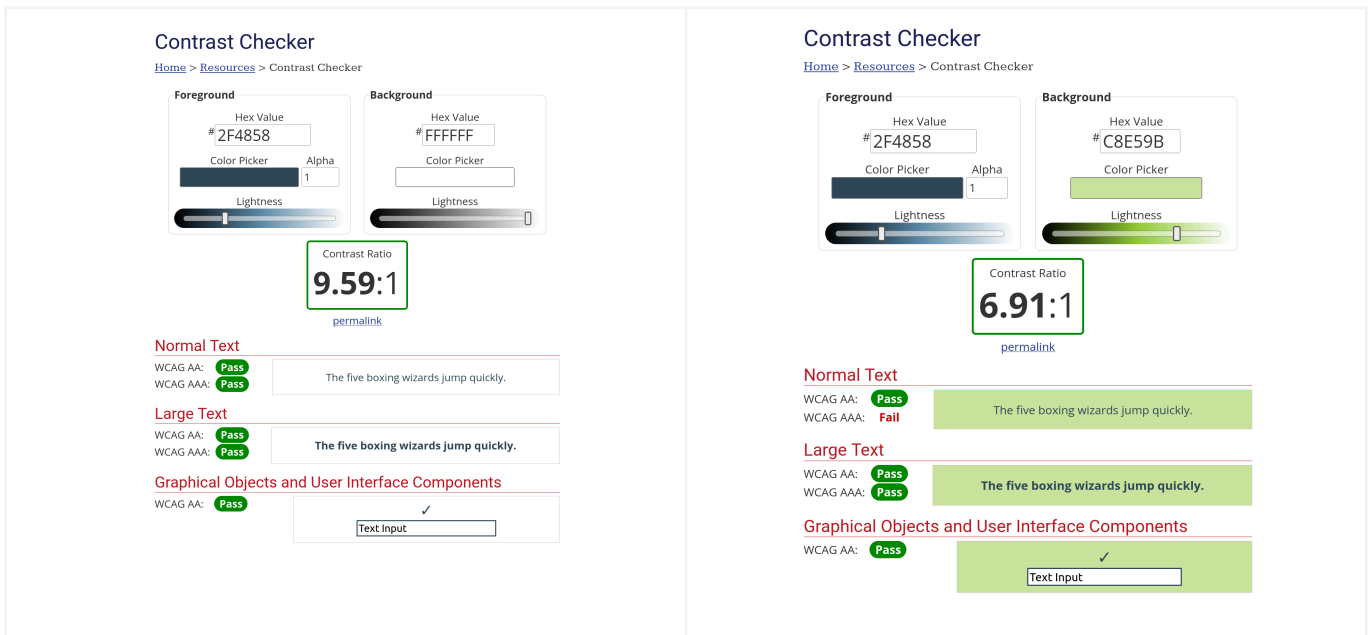 Contrast Checker
Home > Resources > Contrast Checker
Foreground
Hex Value
#2F4858
Color Picker Alpha
1
Lightness
Background
Hex Value
#FFFFFF
Color Picker
Lightness
Contrast Ratio
9.59:1
permalink
Normal Text
WCAG AA: Pass
WCAG AAA: Pass
The five boxing wizards jump quickly.
Large Text
WCAG AA: Pass
WCAG AAA: Pass
The five boxing wizards jump quickly.
Graphical Objects and User Interface Components
WCAG AA: Pass
✓
Text Input
Contrast Checker
Home > Resources > Contrast Checker
Foreground
Hex Value
#2F4858
Color Picker Alpha
1
Lightness
Background
Hex Value
#C8E59B
Color Picker
Lightness
Contrast Ratio
6.91:1
permalink
Normal Text
WCAG AA: Pass
WCAG AAA: Fail
The five boxing wizards jump quickly.
Large Text
WCAG AA: Pass
WCAG AAA: Pass
The five boxing wizards jump quickly.
Graphical Objects and User Interface Components
WCAG AA: Pass
✓
Text Input